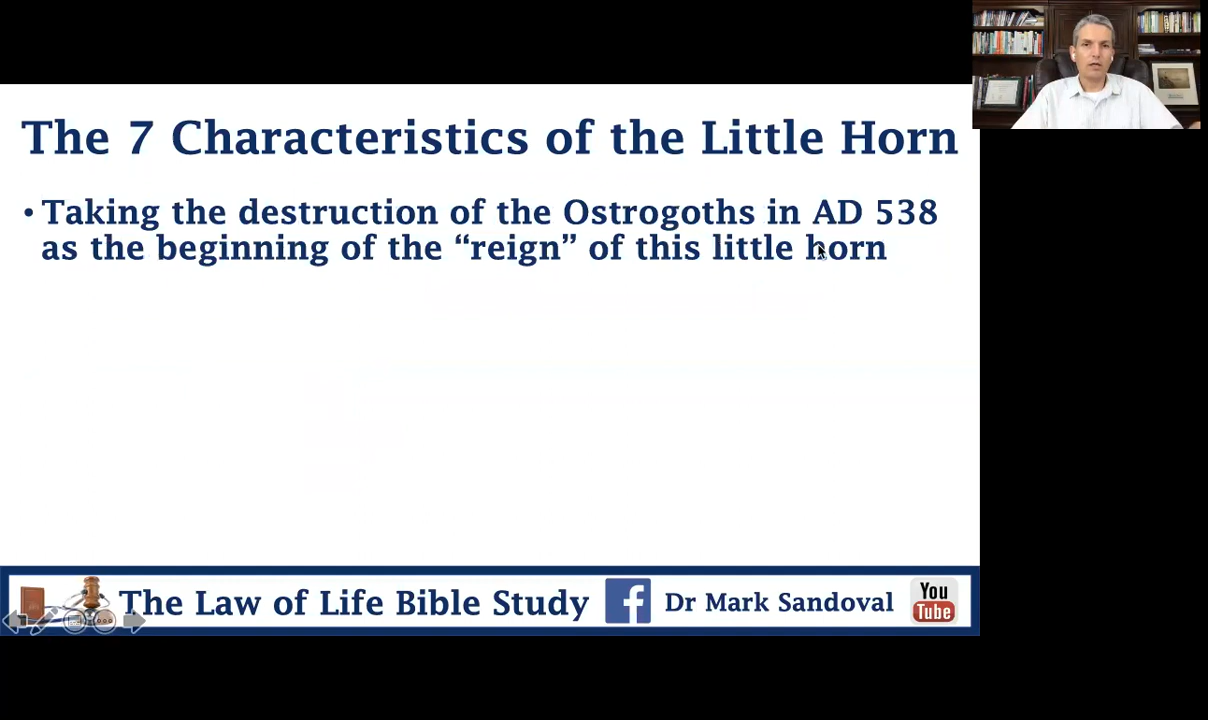 The 7 Characteristics of the Little Horn
• Taking the destruction of the Ostrogoths in AD 538
as the beginning of the “reign” of this little horn
The Law of Life Bible Study
f
Dr Mark Sandoval
You
Tube